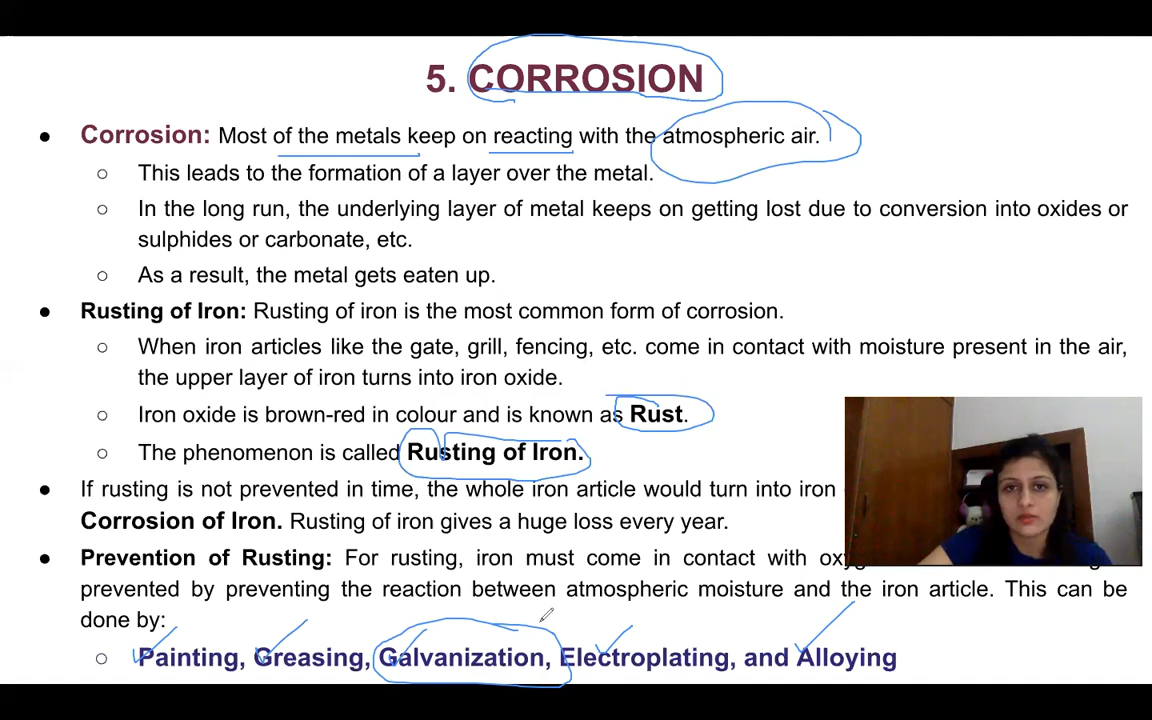 5. CORROSION
● Corrosion: Most of the metals keep on reacting with the atmospheric air.
○ This leads to the formation of a layer over the metal.
○ In the long run, the underlying layer of metal keeps on getting lost due to conversion into oxides or
sulphides or carbonate, etc.
○ As a result, the metal gets eaten up.
● Rusting of Iron: Rusting of iron is the most common form of corrosion.
○ When iron articles like the gate, grill, fencing, etc. come in contact with moisture present in the air,
the upper layer of iron turns into iron oxide.
○ Iron oxide is brown-red in colour and is known as Rust.
○ The phenomenon is called Rusting of Iron.
● If rusting is not prevented in time, the whole iron article would turn into iron
Corrosion of Iron. Rusting of iron gives a huge loss every year.
● Prevention of Rusting: For rusting, iron must come in contact with
prevented by preventing the reaction between atmospheric moisture and the iron article. This can be
done by:
○ Painting, Greasing, Galvanization, Electroplating, and Alloying